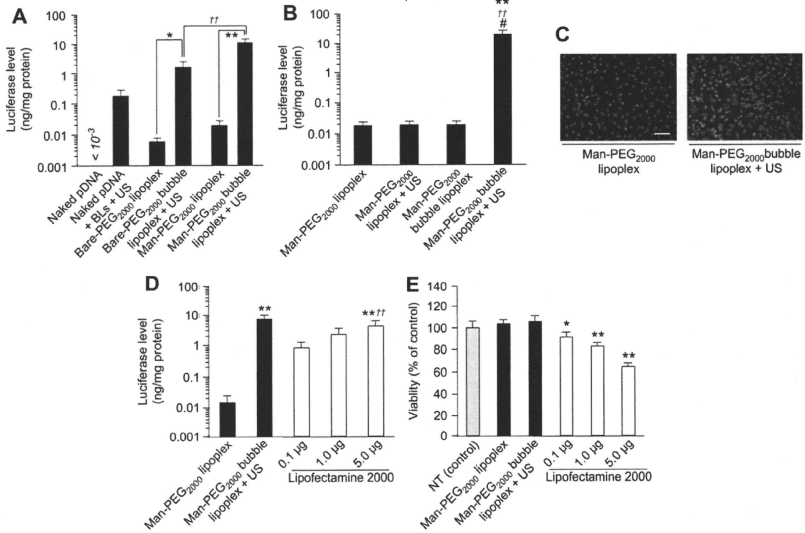 A
Luciferase level
(ng/mg protein)
100
10
1
0.1
0.01
0.001
< 10-3
*
**
††
Naked pDNA
Naked pDNA
+ BLs + US
Bare-PEG2000 lipoplex
Bare-PEG2000 bubble
lipoplex + US
Man-PEG2000 lipoplex
Man-PEG2000 bubble
lipoplex + US
B
Luciferase level
(ng/mg protein)
100
10
1
0.1
0.01
0.001
**
††
#
Man-PEG2000 lipoplex
Man-PEG2000
lipoplex + US
Man-PEG2000
bubble lipoplex
Man-PEG2000 bubble
lipoplex + US
C
Man-PEG2000
lipoplex
Man-PEG2000bubble
lipoplex + US
D
Luciferase level
(ng/mg protein)
100
10
1
0.1
0.01
0.001
**
**††
Man-PEG2000 lipoplex
Man-PEG2000 bubble
lipoplex + US
0.1 µg
1.0 µg
5.0 µg
Lipofectamine 2000
E
Viablity (% of control)
140
120
100
80
60
40
20
0
*
**
**
NT (control)
Man-PEG2000 lipoplex
Man-PEG2000 bubble
lipoplex + US
0.1 µg
1.0 µg
5.0 µg
Lipofectamine 2000